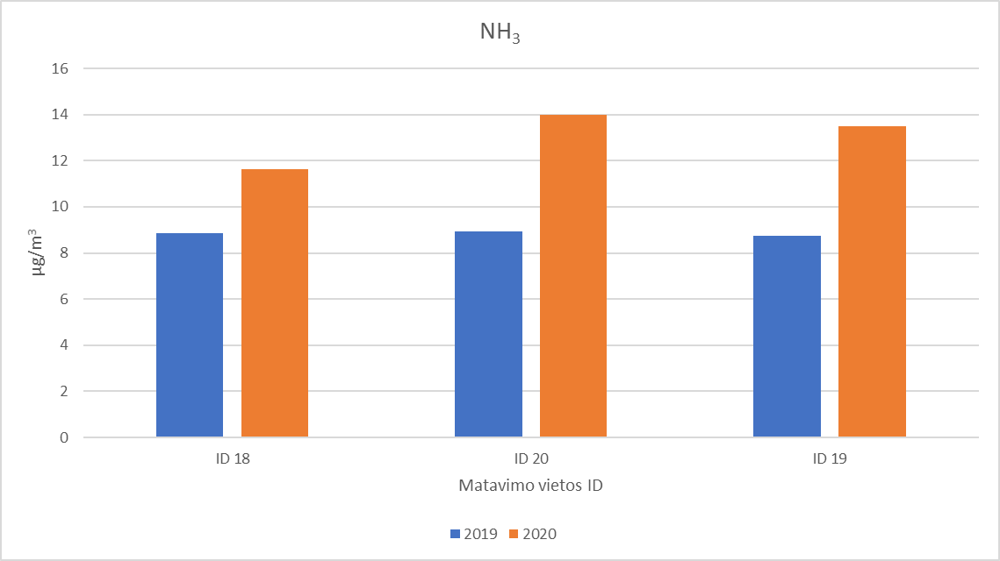 NH₃
16
14
12
10
8
6
4
2
0
µg/m³
ID 18
ID 20
ID 19
Matavimo vietos ID
2019
2020